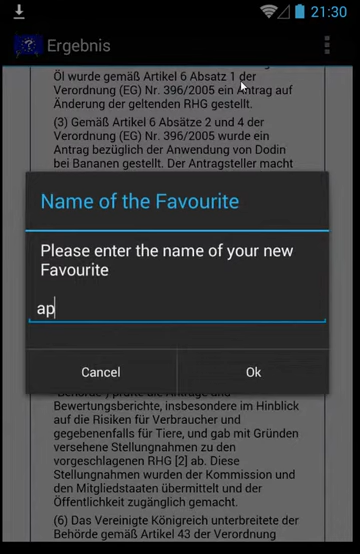 21:30
Ergebnis
Öl wurde gemäß Artikel 6 Absatz 1 der
Verordnung (EG) Nr. 396/2005 ein Antrag auf
Änderung der geltenden RHG gestellt.
(3) Gemäß Artikel 6 Absätze 2 und 4 der
Verordnung (EG) Nr. 396/2005 wurde ein
Antrag bezüglich der Anwendung von Dodin
bei Bananen gestellt. Der Antragsteller macht
Name of the Favourite
Please enter the name of your new
Favourite
ap
Cancel
Ok
Bewertungsberichte, insbesondere im Hinblick
auf die Risiken für Verbraucher und
gegebenenfalls für Tiere, und gab mit Gründen
versehene Stellungnahmen zu den
vorgeschlagenen RHG [2] ab. Diese
Stellungnahmen wurden der Kommission und
den Mitgliedstaaten übermittelt und der
Öffentlichkeit zugänglich gemacht.
(6) Das Vereinigte Königreich unterbreitete der
Behörde gemäß Artikel 43 der Verordnung